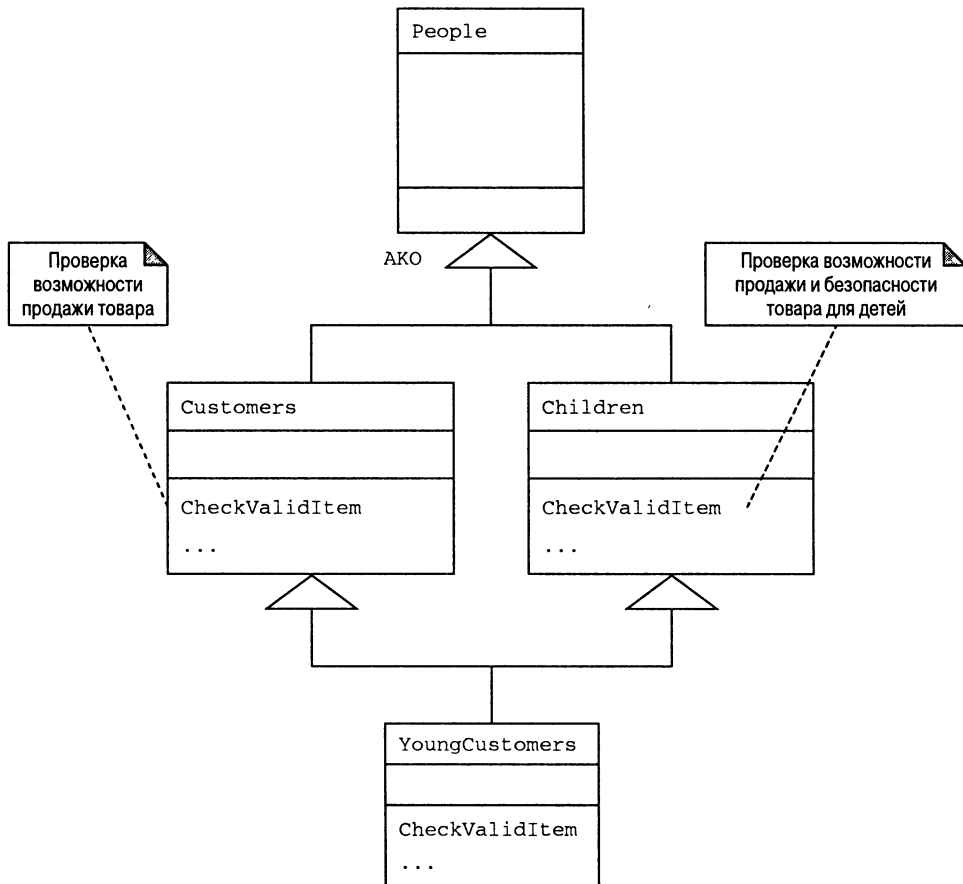 People
AKO
Проверка
возможности
продажи товара
Проверка возможности
продажи и безопасности
товара для детей
Customers
CheckValidItem
...
Children
CheckValidItem
...
YoungCustomers
CheckValidItem
...